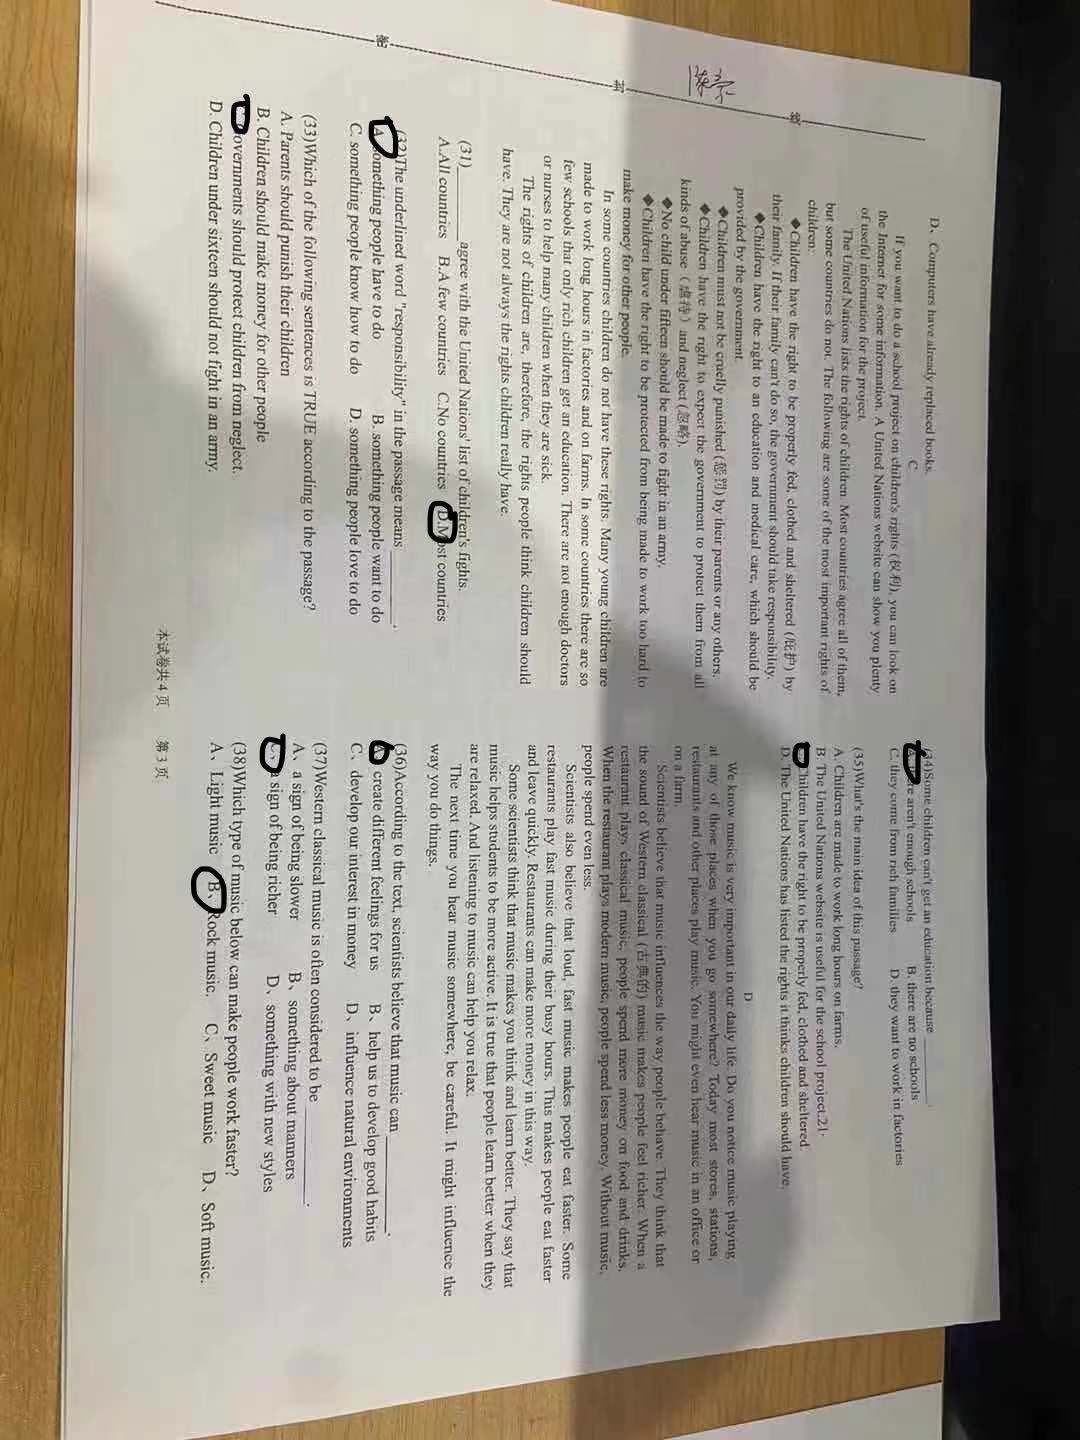 线
封
密
D、Computers have already replaced books.
C
If you want to do a school project on children's rights (权利), you can look on
the Internet for some information. A United Nations website can show you plenty
of useful information for the project.
The United Nations lists the rights of children. Most countries agree all of them,
but some countries do not. The following are some of the most important rights of
children:
◆Children have the right to be properly fed, clothed and sheltered (庇护) by
their family. If their family can't do so, the government should take responsibility.
◆Children have the right to an education and medical care, which should be
provided by the government.
◆Children must not be cruelly punished (惩罚) by their parents or any others.
◆Children have the right to expect the government to protect them from all
kinds of abuse (虐待) and neglect (忽略).
◆No child under fifteen should be made to fight in an army.
◆Children have the right to be protected from being made to work too hard to
make money for other people.
In some countries children do not have these rights. Many young children are
made to work long hours in factories and on farms. In some countries there are so
few schools that only rich children get an education. There are not enough doctors
or nurses to help many children when they are sick.
The rights of children are, therefore, the rights people think children should
have. They are not always the rights children really have.
(31)______agree with the United Nations' list of children's fights.
A.All countries B.A few countries C.No countries D.Most countries
(32)The underlined word "responsibility" in the passage means ______.
A. something people have to do B. something people want to do
C. something people know how to do D. something people love to do
(33)Which of the following sentences is TRUE according to the passage?
A. Parents should punish their children
B. Children should make money for other people
overnments should protect children from neglect.
D. Children under sixteen should not fight in an army.
(34)Some children can't get an education because ______.
aren't enough schools B. there are no schools
C. they come from rich families D. they want to work in factories
(35)What's the main idea of this passage?
A. Children are made to work long hours on farms.
B. The United Nations website is useful for the school project.21·
hildren have the right to be properly fed, clothed and sheltered.
D. The United Nations has listed the rights it thinks children should have.
D
We know music is very important in our daily life. Do you notice music playing
at any of those places when you go somewhere? Today most stores, stations,
restaurants and other places play music. You might even hear music in an office or
on a farm.
Scientists believe that music influences the way people behave. They think that
the sound of Western classical (古典的) music makes people feel richer. When a
restaurant plays classical music, people spend more money on food and drinks.
When the restaurant plays modern music, people spend less money. Without music,
people spend even less.
Scientists also believe that loud, fast music makes people eat faster. Some
restaurants play fast music during their busy hours. This makes people eat faster
and leave quickly. Restaurants can make more money in this way.
Some scientists think that music makes you think and learn better. They say that
music helps students to be more active. It is true that people learn better when they
are relaxed. And listening to music can help you relax.
The next time you hear music somewhere, be careful. It might influence the
way you do things.
(36)According to the text, scientists believe that music can ______.
A、create different feelings for us B、help us to develop good habits
C、develop our interest in money D、influence natural environments
(37)Western classical music is often considered to be ______.
A、a sign of being slower B、something about manners
C、a sign of being richer D、something with new styles
(38)Which type of music below can make people work faster?
A、Light music B、Rock music. C、Sweet music D、Soft music.
本试卷共 4 页 第 3 页